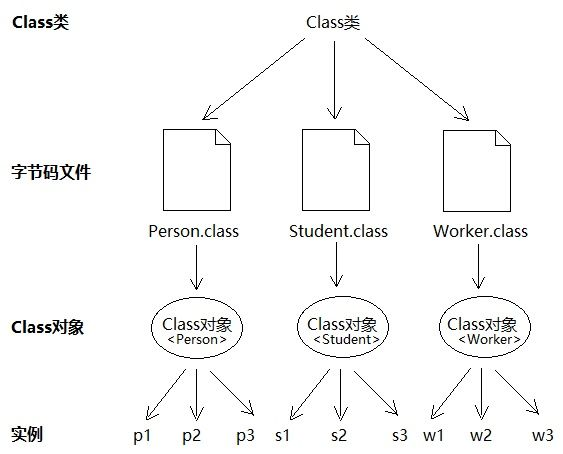 Class类 Class类
字节码文件
Person.class Student.class Worker.class
Class对象 Class对象 Class对象 Class对象
<Person> <Student> <Worker>
实例 p1 p2 p3 s1 s2 s3 w1 w2 w3